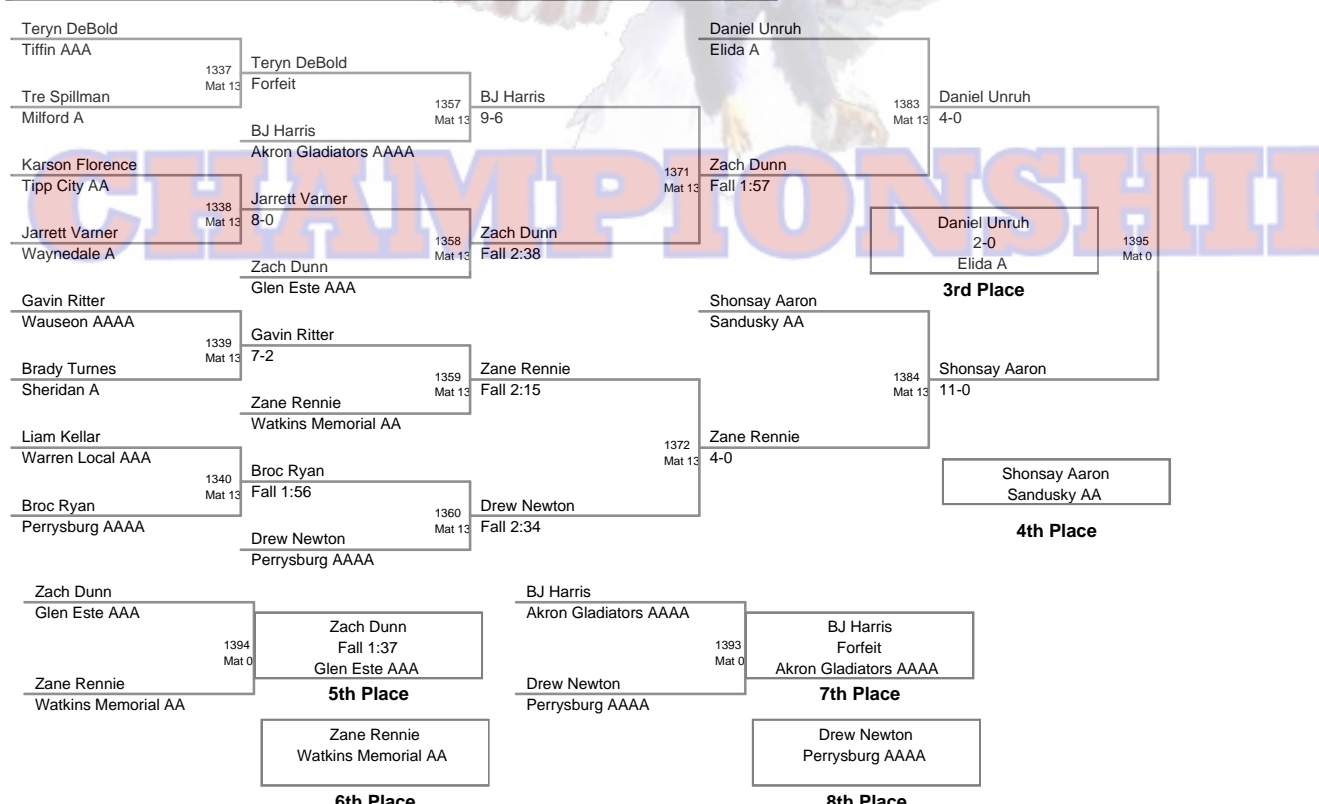 Teryn DeBold
Tiffin AAA
1337
Mat 13
Tre Spillman
Milford A
Teryn DeBold
Forfeit
BJ Harris
Akron Gladiators AAAA
1357
Mat 13
BJ Harris
9-6
Karson Florence
Tipp City AA
1338
Mat 13
Jarrett Varner
Waynedale A
Jarrett Varner
8-0
Zach Dunn
Glen Este AAA
1358
Mat 13
Zach Dunn
Fall 2:38
1371
Mat 13
Zach Dunn
Fall 1:57
Daniel Unruh
Elida A
1383
Mat 13
Daniel Unruh
4-0
CHAMPIONSHIP
Gavin Ritter
Wauseon AAAA
1339
Mat 13
Brady Turnes
Sheridan A
Gavin Ritter
7-2
Zane Rennie
Watkins Memorial AA
1359
Mat 13
Zane Rennie
Fall 2:15
Liam Kellar
Warren Local AAA
1340
Mat 13
Broc Ryan
Perrysburg AAAA
Broc Ryan
Fall 1:56
Drew Newton
Perrysburg AAAA
1360
Mat 13
Drew Newton
Fall 2:34
1372
Mat 13
Zane Rennie
4-0
Shonsay Aaron
Sandusky AA
1384
Mat 13
Shonsay Aaron
11-0
1395
Mat 0
Daniel Unruh
2-0
Elida A
3rd Place
Shonsay Aaron
Sandusky AA
4th Place
Zach Dunn
Glen Este AAA
1394
Mat 0
Zane Rennie
Watkins Memorial AA
Zach Dunn
Fall 1:37
Glen Este AAA
5th Place
Zane Rennie
Watkins Memorial AA
6th Place
BJ Harris
Akron Gladiators AAAA
1393
Mat 0
Drew Newton
Perrysburg AAAA
BJ Harris
Forfeit
Akron Gladiators AAAA
7th Place
Drew Newton
Perrysburg AAAA
8th Place